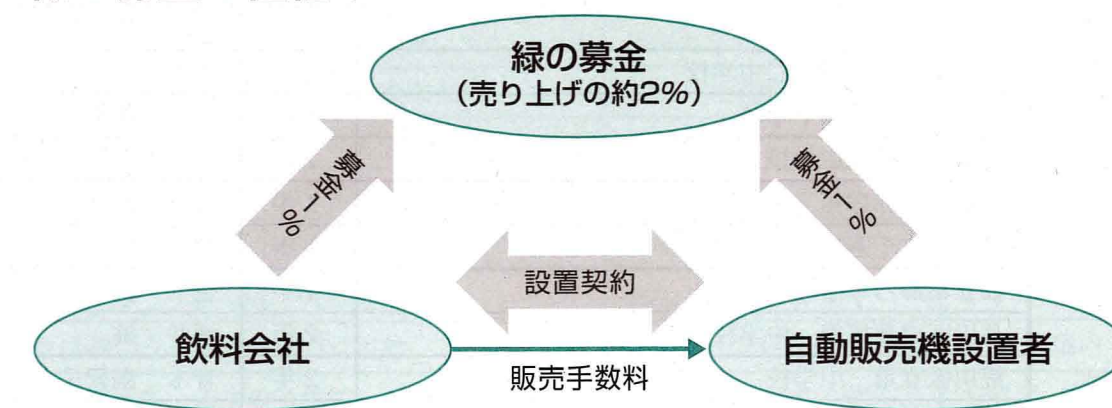 緑の募金
（売り上げの約2%）
募金1%
募金1%
設置契約
飲料会社
自動販売機設置者
販売手数料